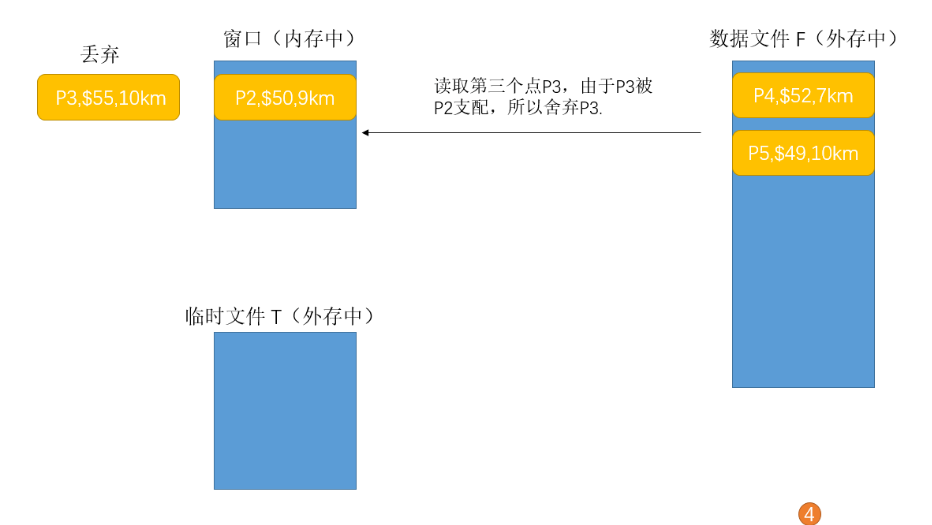 丢弃
窗口（内存中）
数据文件 F（外存中）
P3,$55,10km
P2,$50,9km
读取第三个点P3，由于P3被
P2支配，所以舍弃P3.
P4,$52,7km
P5,$49,10km
临时文件 T（外存中）
4